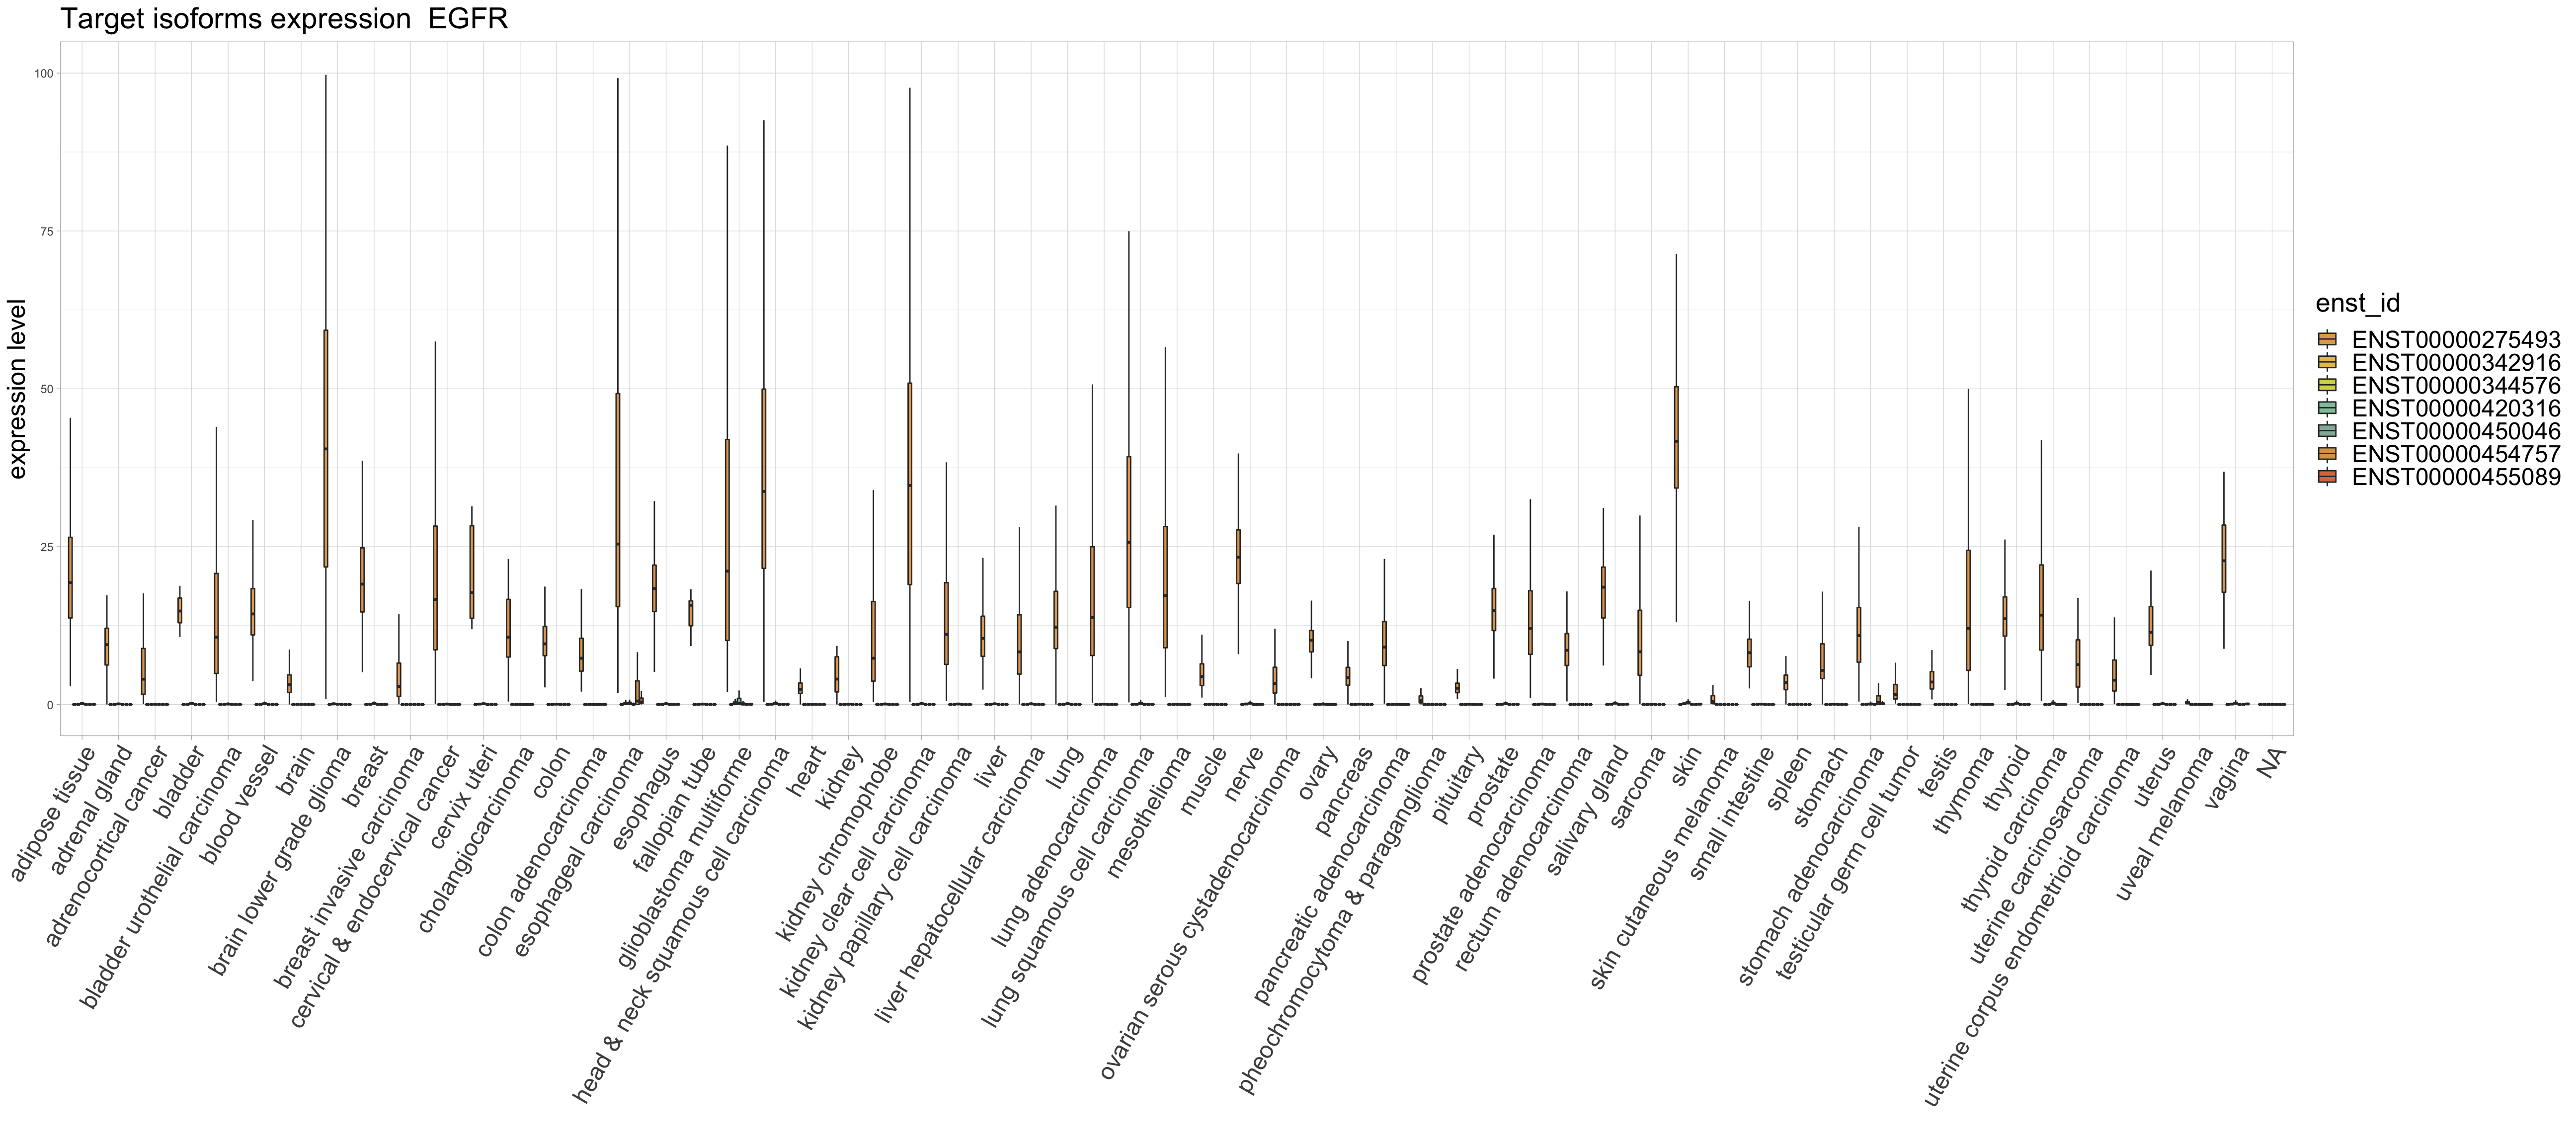 Target isoforms expression  EGFR
expression level
100
75
50
25
0
adipose tissue
adrenal gland
adrenocortical cancer
bladder
bladder urothelial carcinoma
blood vessel
brain
brain lower grade glioma
breast
breast invasive carcinoma
cervical & endocervical cancer
cervix uteri
cholangiocarcinoma
colon
colon adenocarcinoma
esophageal carcinoma
esophagus
fallopian tube
glioblastoma multiforme
head & neck squamous cell carcinoma
heart
kidney
kidney chromophobe
kidney clear cell carcinoma
kidney papillary cell carcinoma
liver
liver hepatocellular carcinoma
lung
lung adenocarcinoma
lung squamous cell carcinoma
mesothelioma
muscle
nerve
ovarian serous cystadenocarcinoma
ovary
pancreas
pancreatic adenocarcinoma
pheochromocytoma & paraganglioma
pituitary
prostate
prostate adenocarcinoma
rectum adenocarcinoma
salivary gland
sarcoma
skin
skin cutaneous melanoma
small intestine
spleen
stomach
stomach adenocarcinoma
testicular germ cell tumor
testis
thymoma
thyroid
thyroid carcinoma
uterine carcinosarcoma
uterine corpus endometrioid carcinoma
uterus
uveal melanoma
vagina
NA
enst_id
ENST00000275493
ENST00000342916
ENST00000344576
ENST00000420316
ENST00000450046
ENST00000454757
ENST00000455089